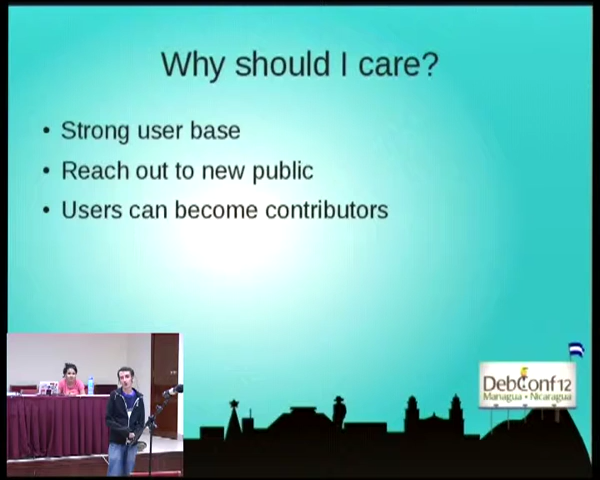 Why should I care?
• Strong user base
• Reach out to new public
• Users can become contributors
DebConf12
Managua • Nicaragua